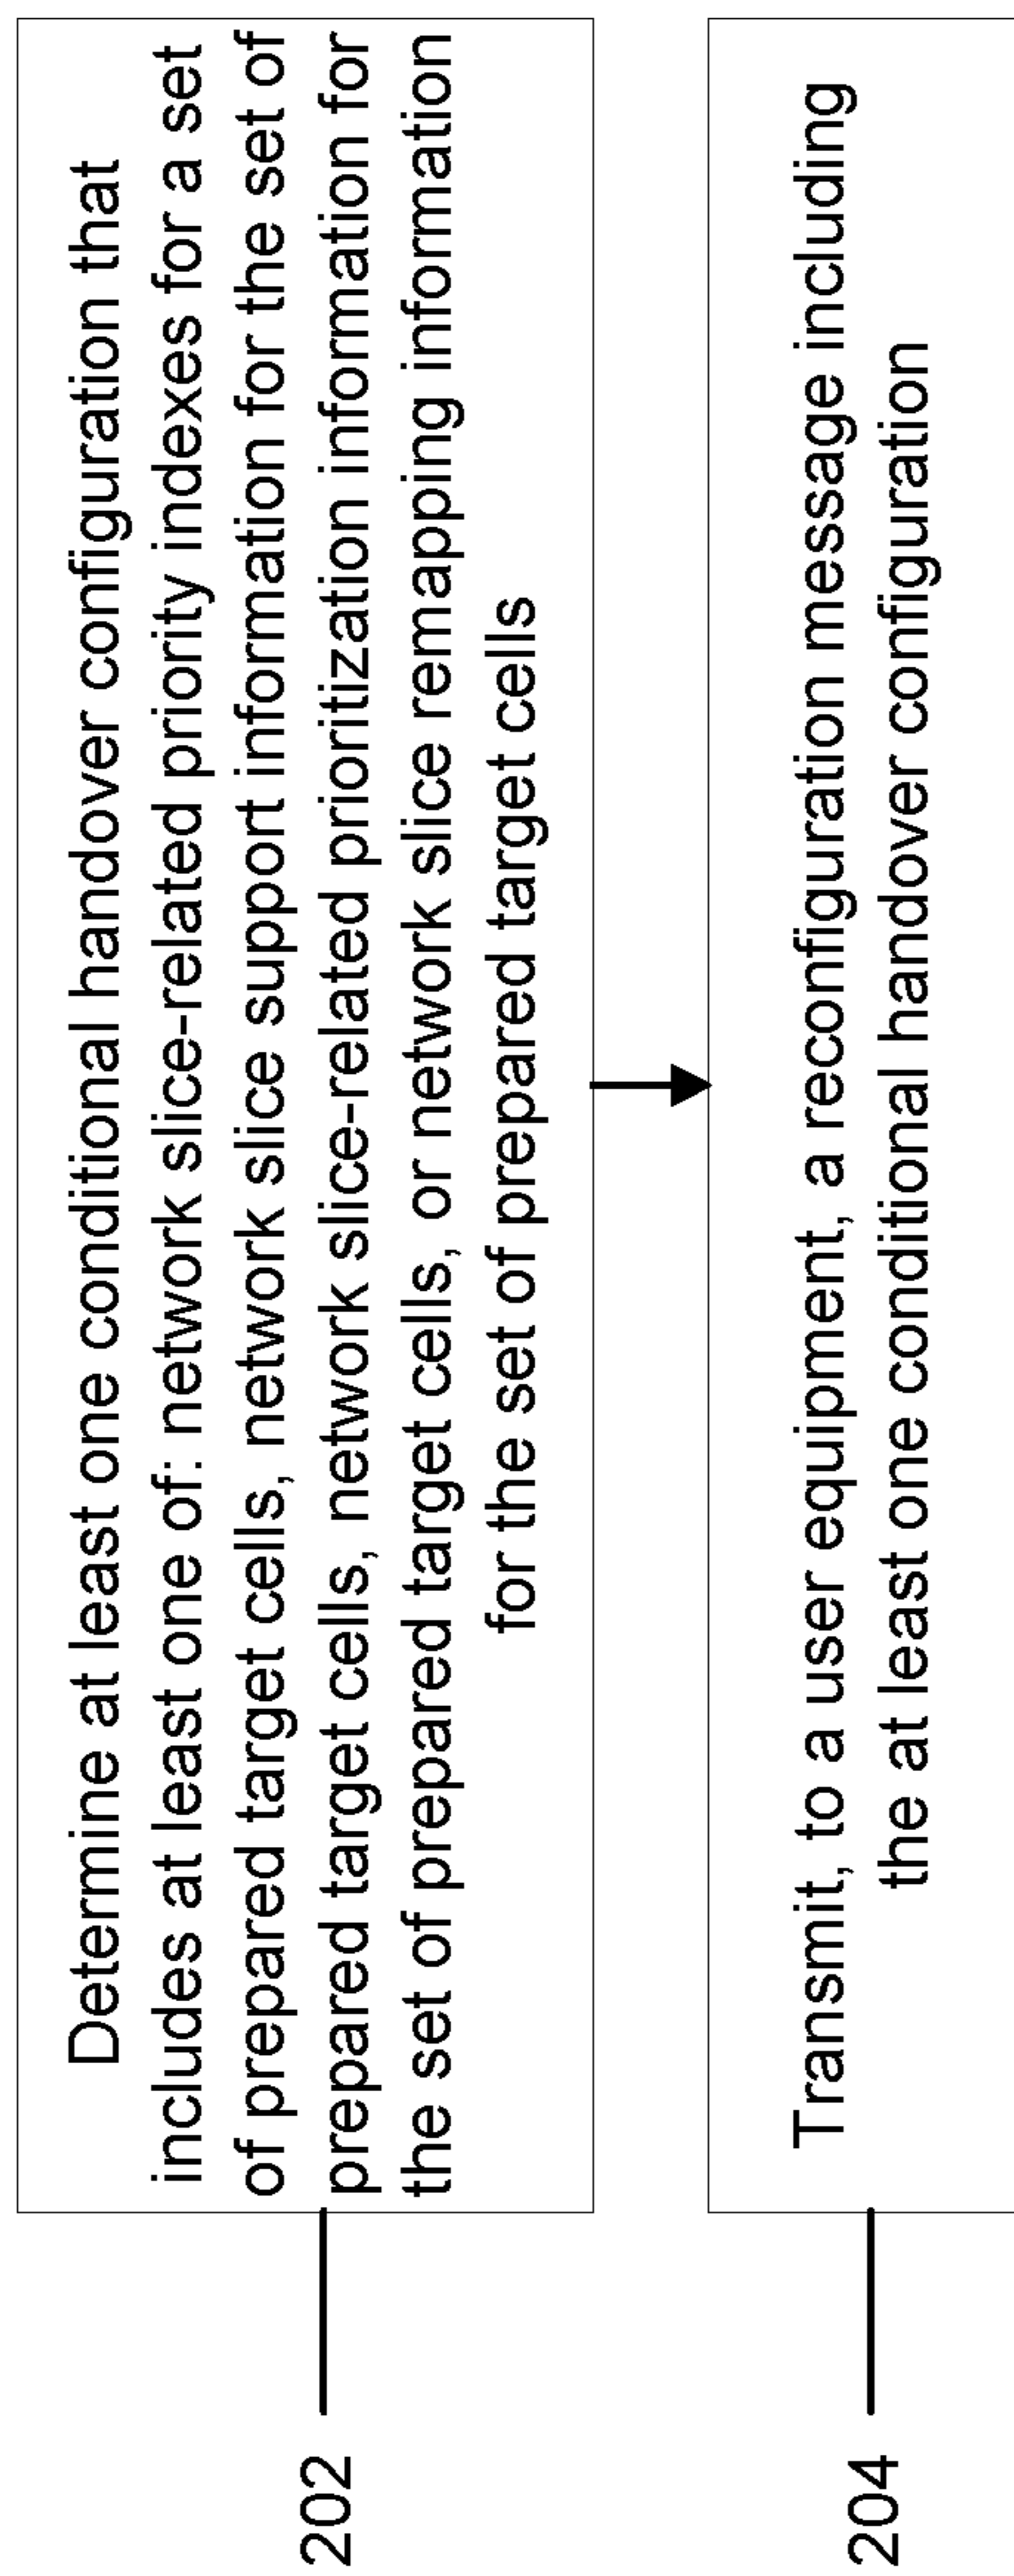 202
Determine at least one conditional handover configuration that
includes at least one of: network slice-related priority indexes for a set
of prepared target cells, network slice support information for the set of
prepared target cells, network slice-related prioritization information for
the set of prepared target cells, or network slice remapping information
for the set of prepared target cells
204
Transmit, to a user equipment, a reconfiguration message including
the at least one conditional handover configuration